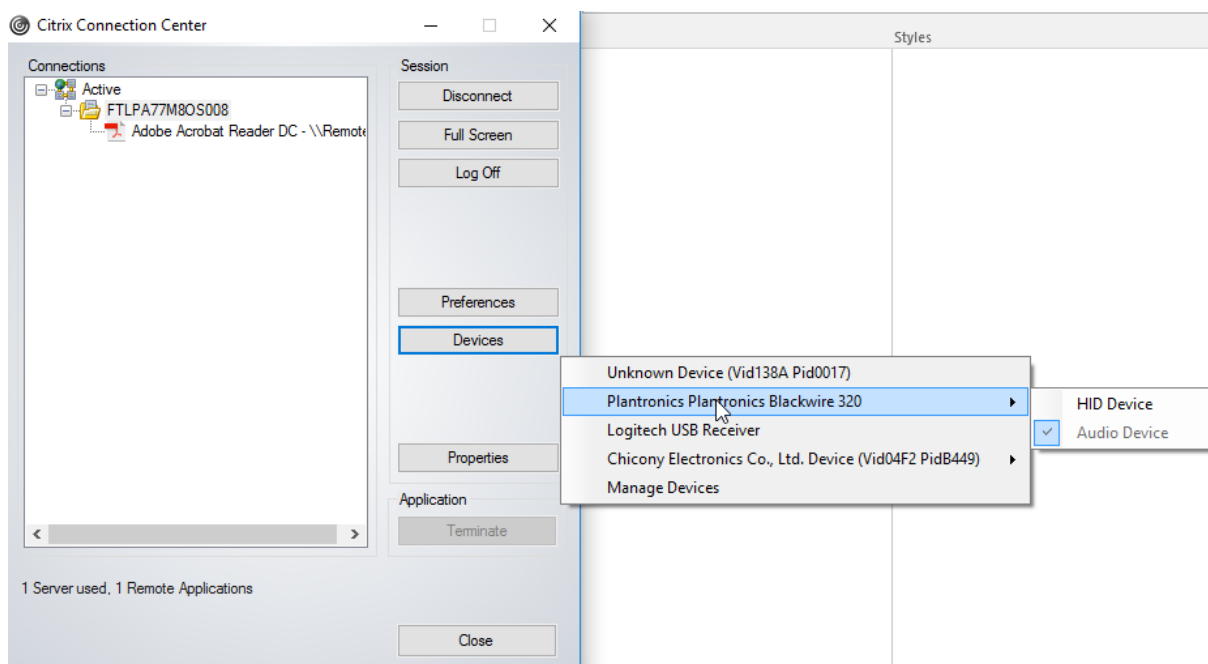 Citrix Connection Center
Styles
Connections
Active
FTLPA77M8OS008
Adobe Acrobat Reader DC - \\Remote
Session
Disconnect
Full Screen
Log Off
Preferences
Devices
Unknown Device (Vid138A Pid0017)
Plantronics Plantronics Blackwire 320
HID Device
Audio Device
Logitech USB Receiver
Chicony Electronics Co., Ltd. Device (Vid04F2 PidB449)
Manage Devices
Properties
Application
Terminate
1 Server used, 1 Remote Applications
Close